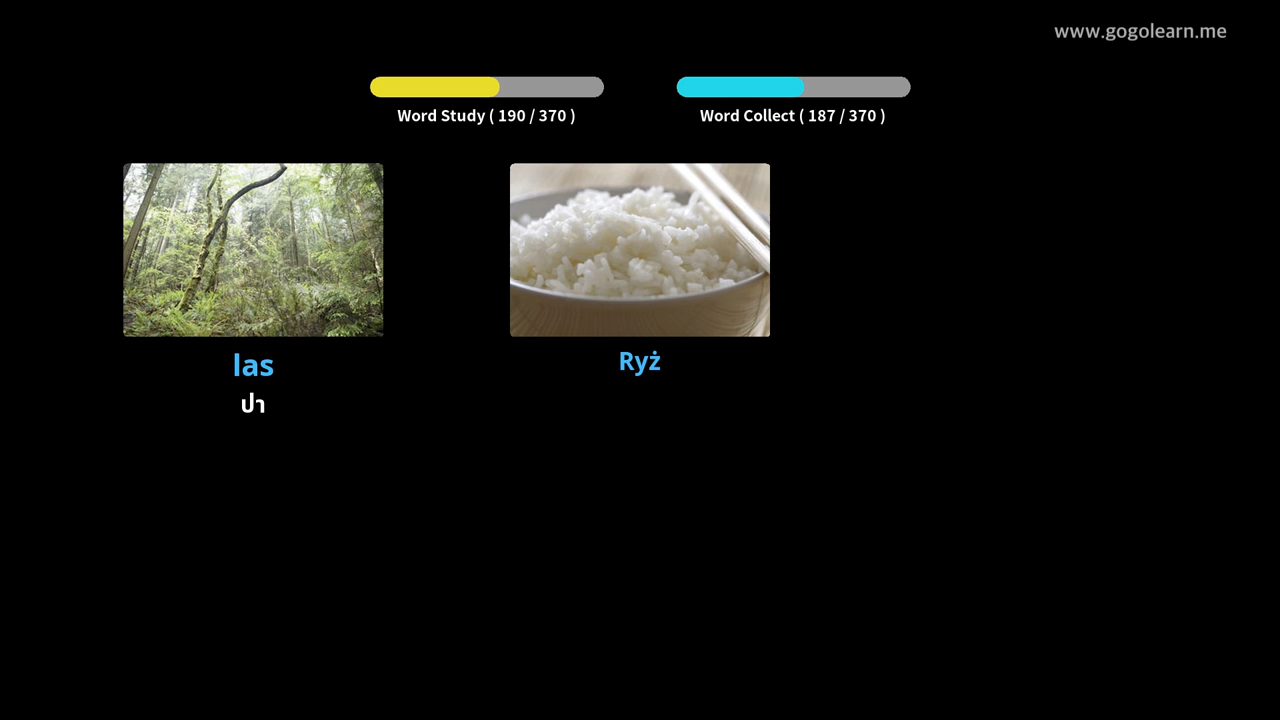 www.gogolearn.me
Word Study ( 190 / 370 )
Word Collect ( 187 / 370 )
las
ป่า
Ryż